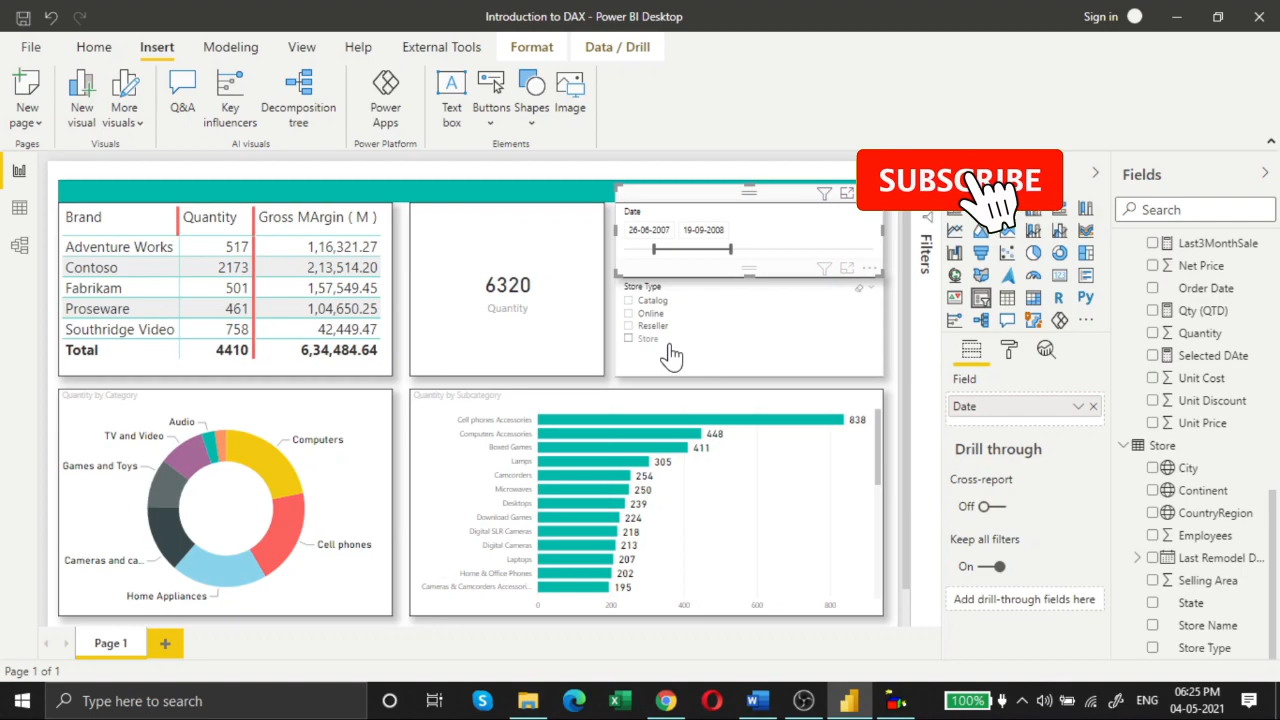 Introduction to DAX - Power BI Desktop
Sign in
File
Home
Insert
Modeling
View
Help
External Tools
Format
Data / Drill
New page
New visual
More visuals
Q&A
Key influencers
Decomposition tree
Power Apps
Text box
Buttons
Shapes
Image
Pages
Visuals
AI visuals
Power Platform
Elements
SUBSCRIBE
Brand Quantity Gross MArgin ( M )
Adventure Works 517 1,16,321.27
Contoso 2173 2,13,514.20
Fabrikam 501 1,57,549.45
Proseware 461 1,04,650.25
Southridge Video 758 42,449.47
Total 4410 6,34,484.64
6320
Quantity
Date
26-06-2007 19-09-2008
Store Type
Catalog
Online
Reseller
Store
Quantity by Category
Audio
TV and Video
Games and Toys
Cameras and ca...
Home Appliances
Cell phones
Computers
Quantity by Subcategory
Cell phones Accessories 838
Computers Accessories 448
Boxed Games 411
Lamps 305
Camcorders 254
Microwaves 250
Desktops 239
Download Games 224
Digital SLR Cameras 218
Digital Cameras 213
Laptops 207
Home & Office Phones 202
Cameras & Camcorders Accessori... 195
0 200 400 600 800
Filters
R Py
Field
Date
Drill through
Cross-report
Off
Keep all filters
On
Add drill-through fields here
Fields
Search
Last3MonthSale
Net Price
Order Date
Qty (QTD)
Quantity
Selected DAte
Unit Cost
Unit Discount
Unit Price
Store
City
Continent
CountryRegion
Employees
Last Remodel D...
Selling Area
State
Store Name
Store Type
Page 1
Page 1 of 1
Type here to search
100%
ENG
06:25 PM
04-05-2021